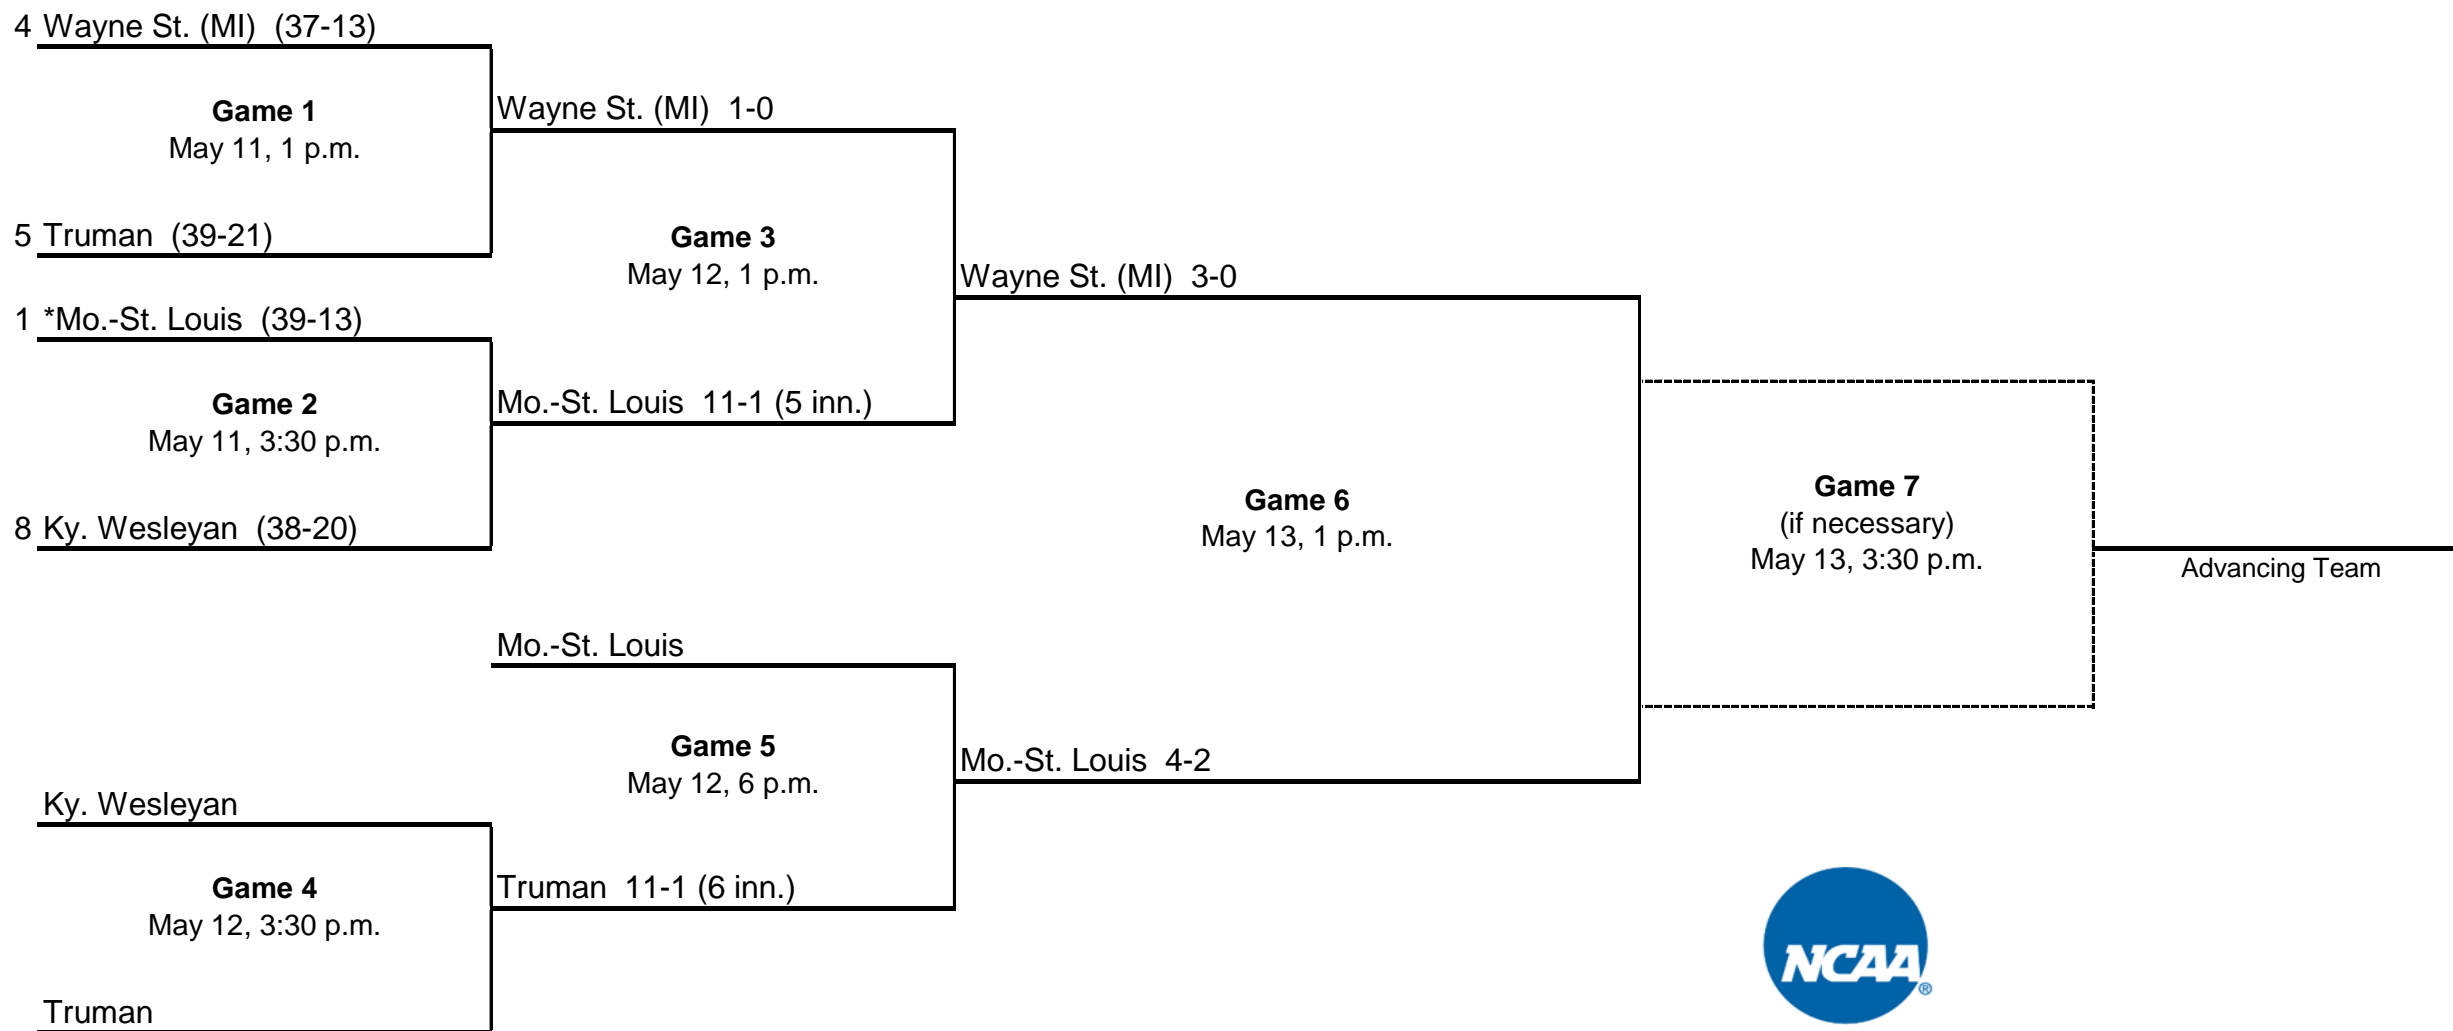 4 Wayne St. (MI) (37-13)
Game 1
May 11, 1 p.m.
Wayne St. (MI) 1-0
5 Truman (39-21)
Game 3
May 12, 1 p.m.
Wayne St. (MI) 3-0
1 *Mo.-St. Louis (39-13)
Game 2
May 11, 3:30 p.m.
Mo.-St. Louis 11-1 (5 inn.)
8 Ky. Wesleyan (38-20)
Game 6
May 13, 1 p.m.
Game 7
(if necessary)
May 13, 3:30 p.m.
Advancing Team
Mo.-St. Louis
Game 5
May 12, 6 p.m.
Mo.-St. Louis 4-2
Ky. Wesleyan
Game 4
May 12, 3:30 p.m.
Truman 11-1 (6 inn.)
Truman
NCAA®